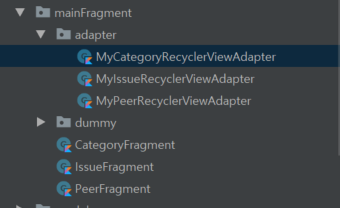 mainFragment
adapter
MyCategoryRecyclerViewAdapter
MyIssueRecyclerViewAdapter
MyPeerRecyclerViewAdapter
dummy
CategoryFragment
IssueFragment
PeerFragment